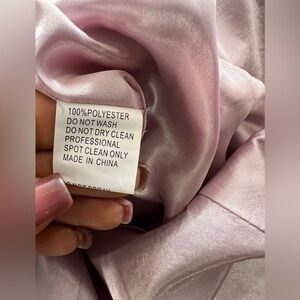 100%POLYESTER
DO NOT WASH
DO NOT DRY CLEAN
PROFESSIONAL
SPOT CLEAN ONLY
MADE IN CHINA